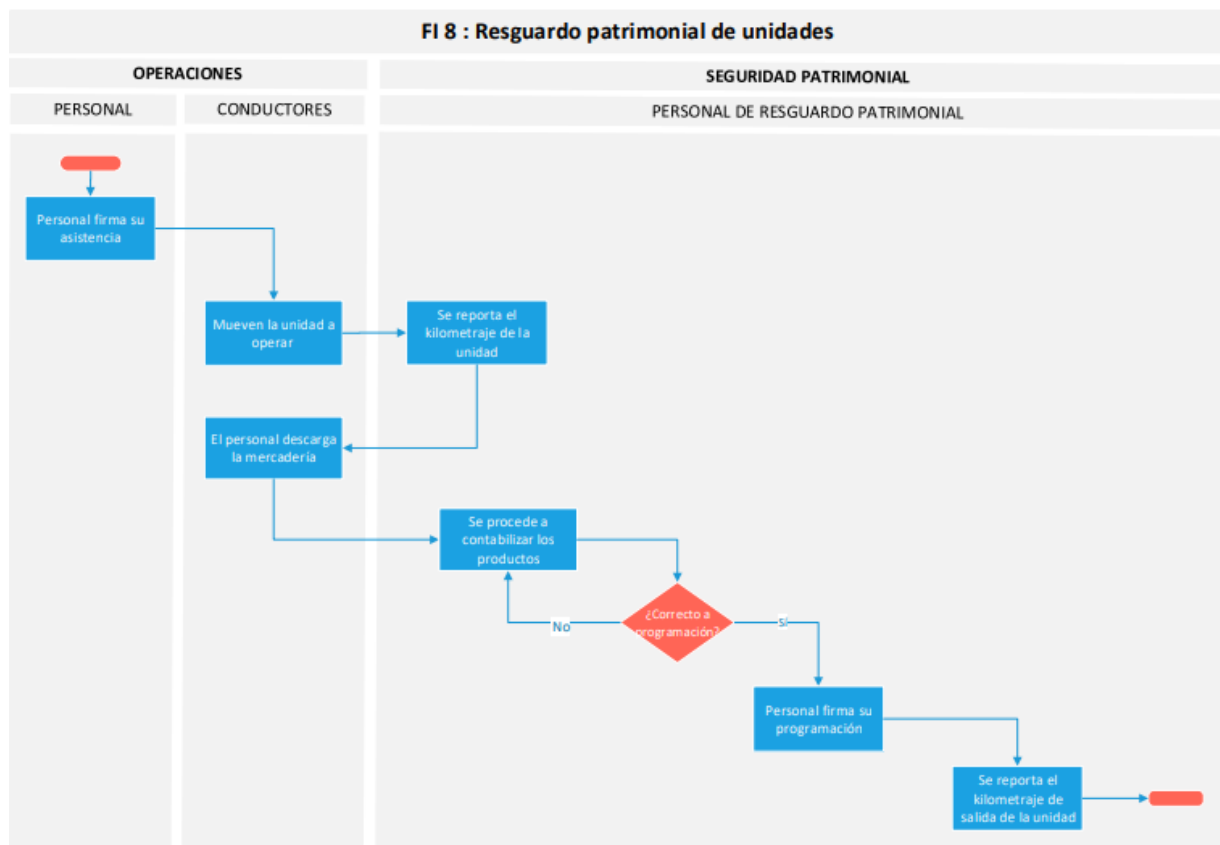 FI 8 : Resguardo patrimonial de unidades
OPERACIONES
SEGURIDAD PATRIMONIAL
PERSONAL
CONDUCTORES
PERSONAL DE RESGUARDO PATRIMONIAL
Personal firma su
asistencia
Mueven la unidad a
operar
Se reporta el
kilometraje de la
unidad
El personal descarga
la mercadería
Se procede a
contabilizar los
productos
¿Correcto a
programación?
No
Sí
Personal firma su
programación
Se reporta el
kilometraje de
salida de la unidad